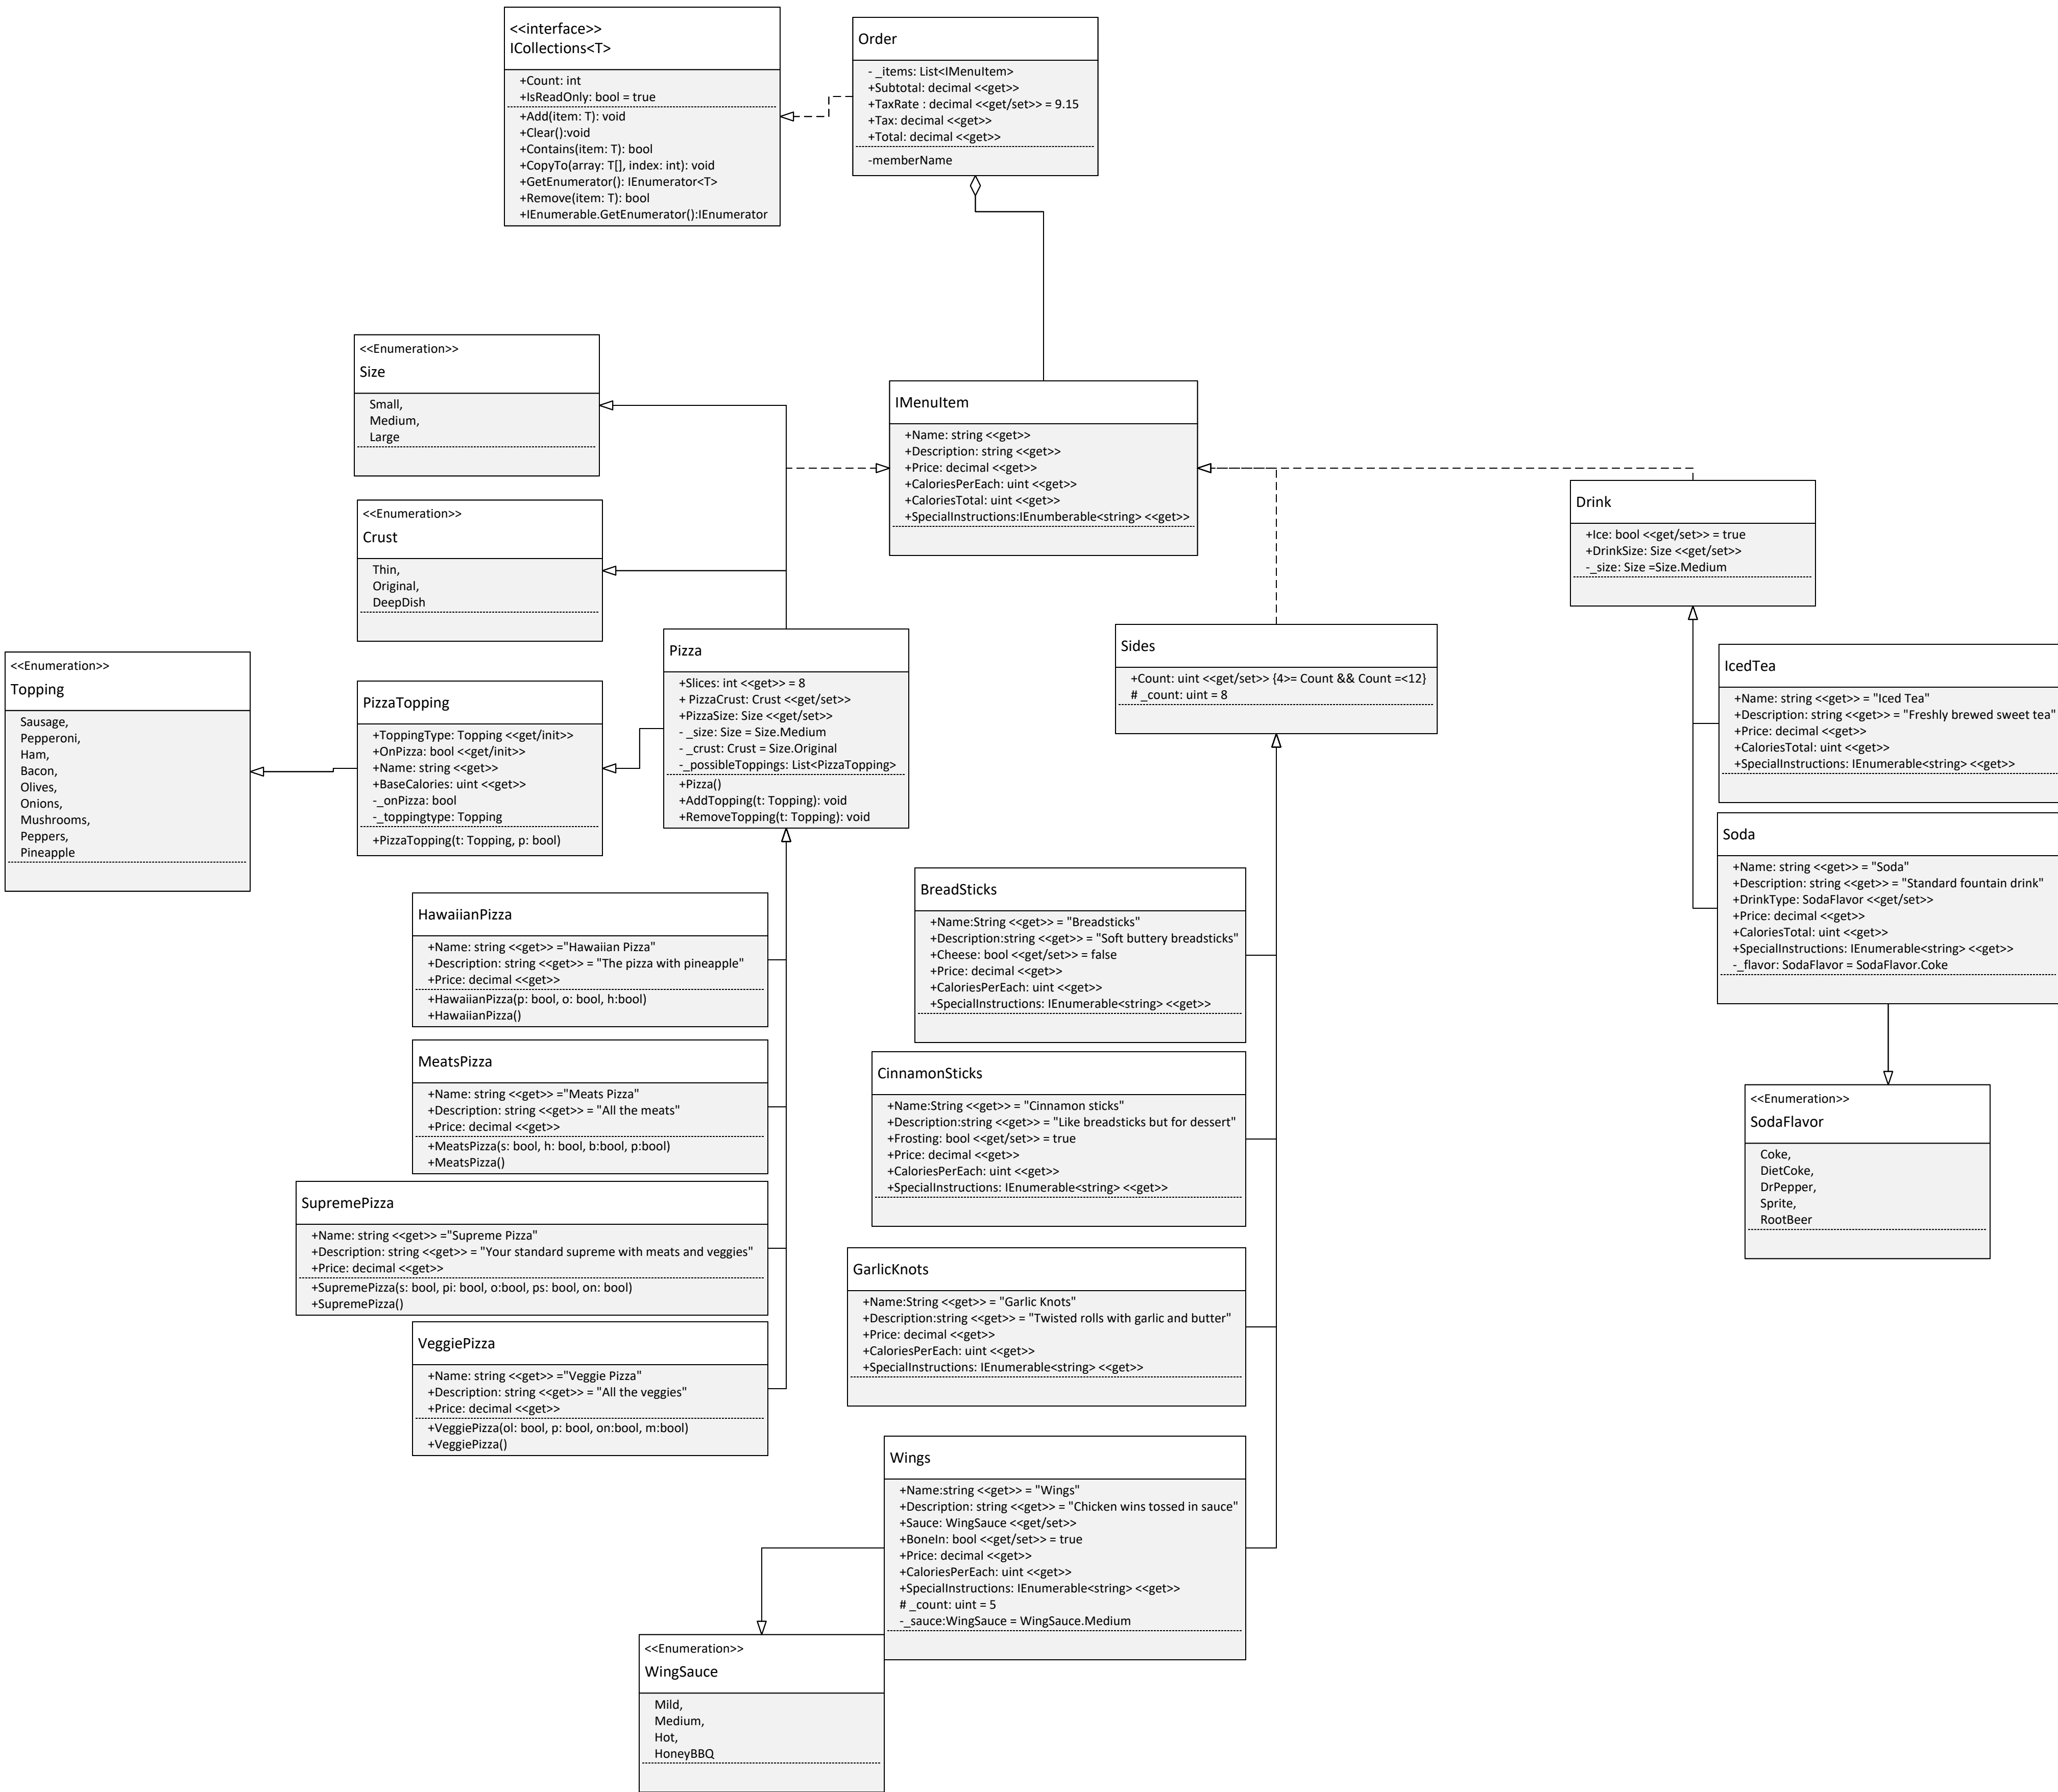 <<interface>>
ICollections<T>
+Count: int
+IsReadOnly: bool = true
+Add(item: T): void
+Clear():void
+Contains(item: T): bool
+CopyTo(array: T[], index: int): void
+GetEnumerator(): IEnumerator<T>
+Remove(item: T): bool
+IEnumerable.GetEnumerator():IEnumerator
Order
- _items: List<IMenuItem>
+Subtotal: decimal <<get>>
+TaxRate : decimal <<get/set>> = 9.15
+Tax: decimal <<get>>
+Total: decimal <<get>>
-memberName
<<Enumeration>>
Size
Small,
Medium,
Large
IMenuItem
+Name: string <<get>>
+Description: string <<get>>
+Price: decimal <<get>>
+CaloriesPerEach: uint <<get>>
+CaloriesTotal: uint <<get>>
+SpecialInstructions:IEnumberable<string> <<get>>
<<Enumeration>>
Crust
Thin,
Original,
DeepDish
Drink
+Ice: bool <<get/set>> = true
+DrinkSize: Size <<get/set>>
-_size: Size =Size.Medium
<<Enumeration>>
Topping
Sausage,
Pepperoni,
Ham,
Bacon,
Olives,
Onions,
Mushrooms,
Peppers,
Pineapple
PizzaTopping
+ToppingType: Topping <<get/init>>
+OnPizza: bool <<get/init>>
+Name: string <<get>>
+BaseCalories: uint <<get>>
-_onPizza: bool
-_toppingtype: Topping
+PizzaTopping(t: Topping, p: bool)
Pizza
+Slices: int <<get>> = 8
+ PizzaCrust: Crust <<get/set>>
+PizzaSize: Size <<get/set>>
- _size: Size = Size.Medium
- _crust: Crust = Size.Original
-_possibleToppings: List<PizzaTopping>
+Pizza()
+AddTopping(t: Topping): void
+RemoveTopping(t: Topping): void
Sides
+Count: uint <<get/set>> {4>= Count && Count =<12}
# _count: uint = 8
IcedTea
+Name: string <<get>> = "Iced Tea"
+Description: string <<get>> = "Freshly brewed sweet tea"
+Price: decimal <<get>>
+CaloriesTotal: uint <<get>>
+SpecialInstructions: IEnumerable<string> <<get>>
Soda
+Name: string <<get>> = "Soda"
+Description: string <<get>> = "Standard fountain drink"
+DrinkType: SodaFlavor <<get/set>>
+Price: decimal <<get>>
+CaloriesTotal: uint <<get>>
+SpecialInstructions: IEnumerable<string> <<get>>
-_flavor: SodaFlavor = SodaFlavor.Coke
HawaiianPizza
+Name: string <<get>> ="Hawaiian Pizza"
+Description: string <<get>> = "The pizza with pineapple"
+Price: decimal <<get>>
+HawaiianPizza(p: bool, o: bool, h:bool)
+HawaiianPizza()
BreadSticks
+Name:String <<get>> = "Breadsticks"
+Description:string <<get>> = "Soft buttery breadsticks"
+Cheese: bool <<get/set>> = false
+Price: decimal <<get>>
+CaloriesPerEach: uint <<get>>
+SpecialInstructions: IEnumerable<string> <<get>>
MeatsPizza
+Name: string <<get>> ="Meats Pizza"
+Description: string <<get>> = "All the meats"
+Price: decimal <<get>>
+MeatsPizza(s: bool, h: bool, b:bool, p:bool)
+MeatsPizza()
CinnamonSticks
+Name:String <<get>> = "Cinnamon sticks"
+Description:string <<get>> = "Like breadsticks but for dessert"
+Frosting: bool <<get/set>> = true
+Price: decimal <<get>>
+CaloriesPerEach: uint <<get>>
+SpecialInstructions: IEnumerable<string> <<get>>
<<Enumeration>>
SodaFlavor
Coke,
DietCoke,
DrPepper,
Sprite,
RootBeer
SupremePizza
+Name: string <<get>> ="Supreme Pizza"
+Description: string <<get>> = "Your standard supreme with meats and veggies"
+Price: decimal <<get>>
+SupremePizza(s: bool, pi: bool, o:bool, ps: bool, on: bool)
+SupremePizza()
GarlicKnots
+Name:String <<get>> = "Garlic Knots"
+Description:string <<get>> = "Twisted rolls with garlic and butter"
+Price: decimal <<get>>
+CaloriesPerEach: uint <<get>>
+SpecialInstructions: IEnumerable<string> <<get>>
VeggiePizza
+Name: string <<get>> ="Veggie Pizza"
+Description: string <<get>> = "All the veggies"
+Price: decimal <<get>>
+VeggiePizza(ol: bool, p: bool, on:bool, m:bool)
+VeggiePizza()
Wings
+Name:string <<get>> = "Wings"
+Description: string <<get>> = "Chicken wins tossed in sauce"
+Sauce: WingSauce <<get/set>>
+BoneIn: bool <<get/set>> = true
+Price: decimal <<get>>
+CaloriesPerEach: uint <<get>>
+SpecialInstructions: IEnumerable<string> <<get>>
# _count: uint = 5
-_sauce:WingSauce = WingSauce.Medium
<<Enumeration>>
WingSauce
Mild,
Medium,
Hot,
HoneyBBQ